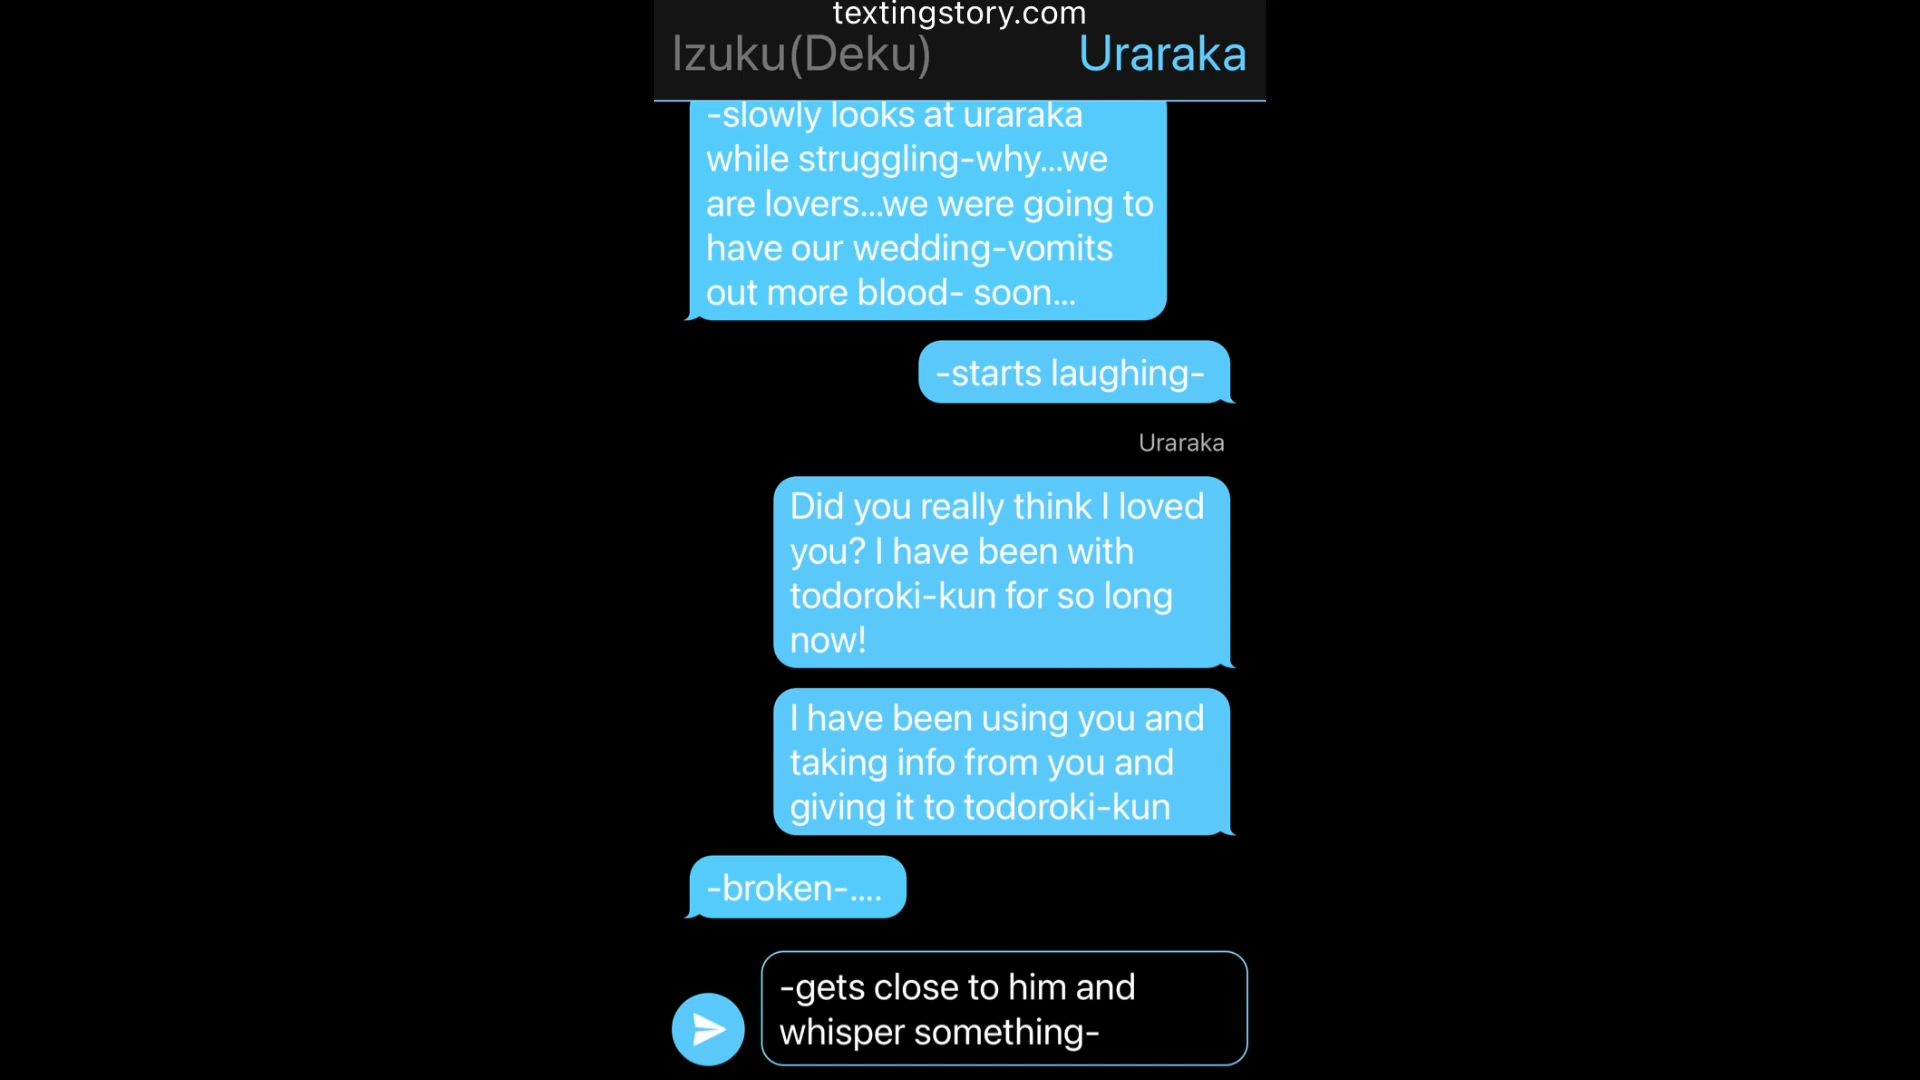 textingstory.com
Izuku(Deku) Uraraka
-slowly looks at uraraka
while struggling-why...we
are lovers...we were going to
have our wedding-vomits
out more blood- soon...
-starts laughing-
Uraraka
Did you really think I loved
you? I have been with
todoroki-kun for so long
now!
I have been using you and
taking info from you and
giving it to todoroki-kun
-broken-....
-gets close to him and
whisper something-